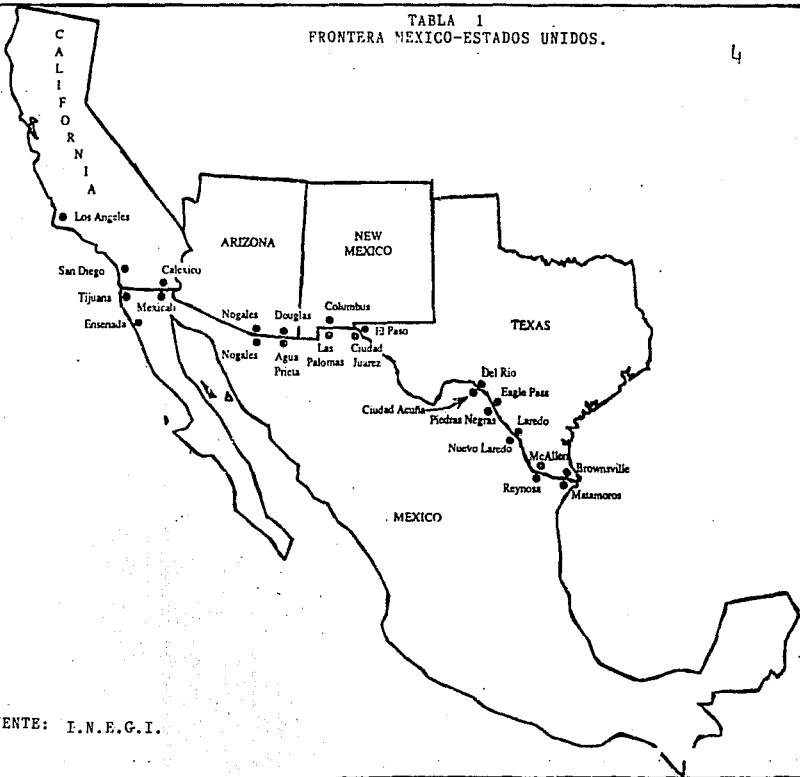 TABLA 1
FRONTERA MEXICO-ESTADOS UNIDOS.
4
CALIFORNIA
Los Angeles
ARIZONA
NEW
MEXICO
San Diego
Calexico
Tijuana
Mexicali
Ensenada
Nogales
Douglas
Columbus
El Paso
Nogales
Agua
Prieta
Las
Palomas
Ciudad
Juarez
TEXAS
Del Río
Eagle Pass
Ciudad Acuña
Piedras Negras
Laredo
Nuevo Laredo
McAllen
Brownsville
Reynosa
Matamoros
MEXICO
ENTE: I.N.E.G.I.